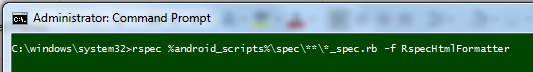 Administrator: Command Prompt
C:\windows\system32>rspec %android_scripts%\spec\**\*_spec.rb -f RspecHtmlFormatter